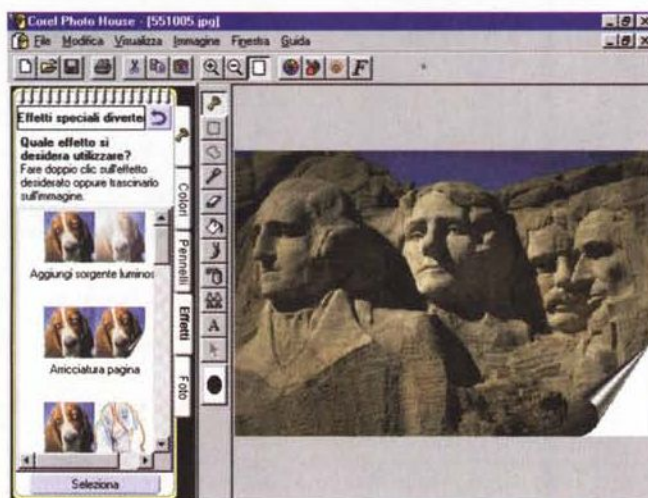 Corel Photo House - [551005.jpg]
File Modifica Visualizza Immagine Finestra Guida
F
Effetti speciali diverte
Quale effetto si
desidera utilizzare?
Fare doppio clic sull'effetto
desiderato oppure trascinarlo
sull'immagine.
Aggiungi sorgente luminos
Arricciatura pagina
Seleziona
Colori
Pennelli
Effetti
Foto
A